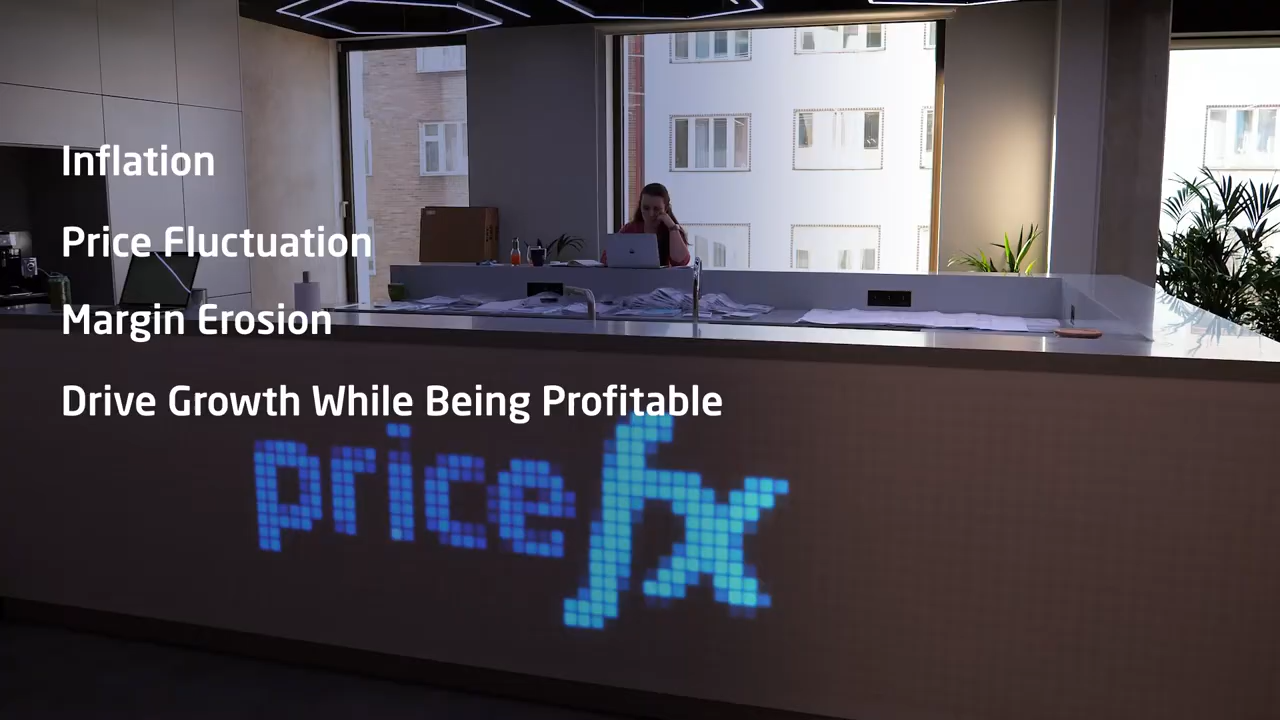 Inflation
Price Fluctuation
Margin Erosion
Drive Growth While Being Profitable
pricefx